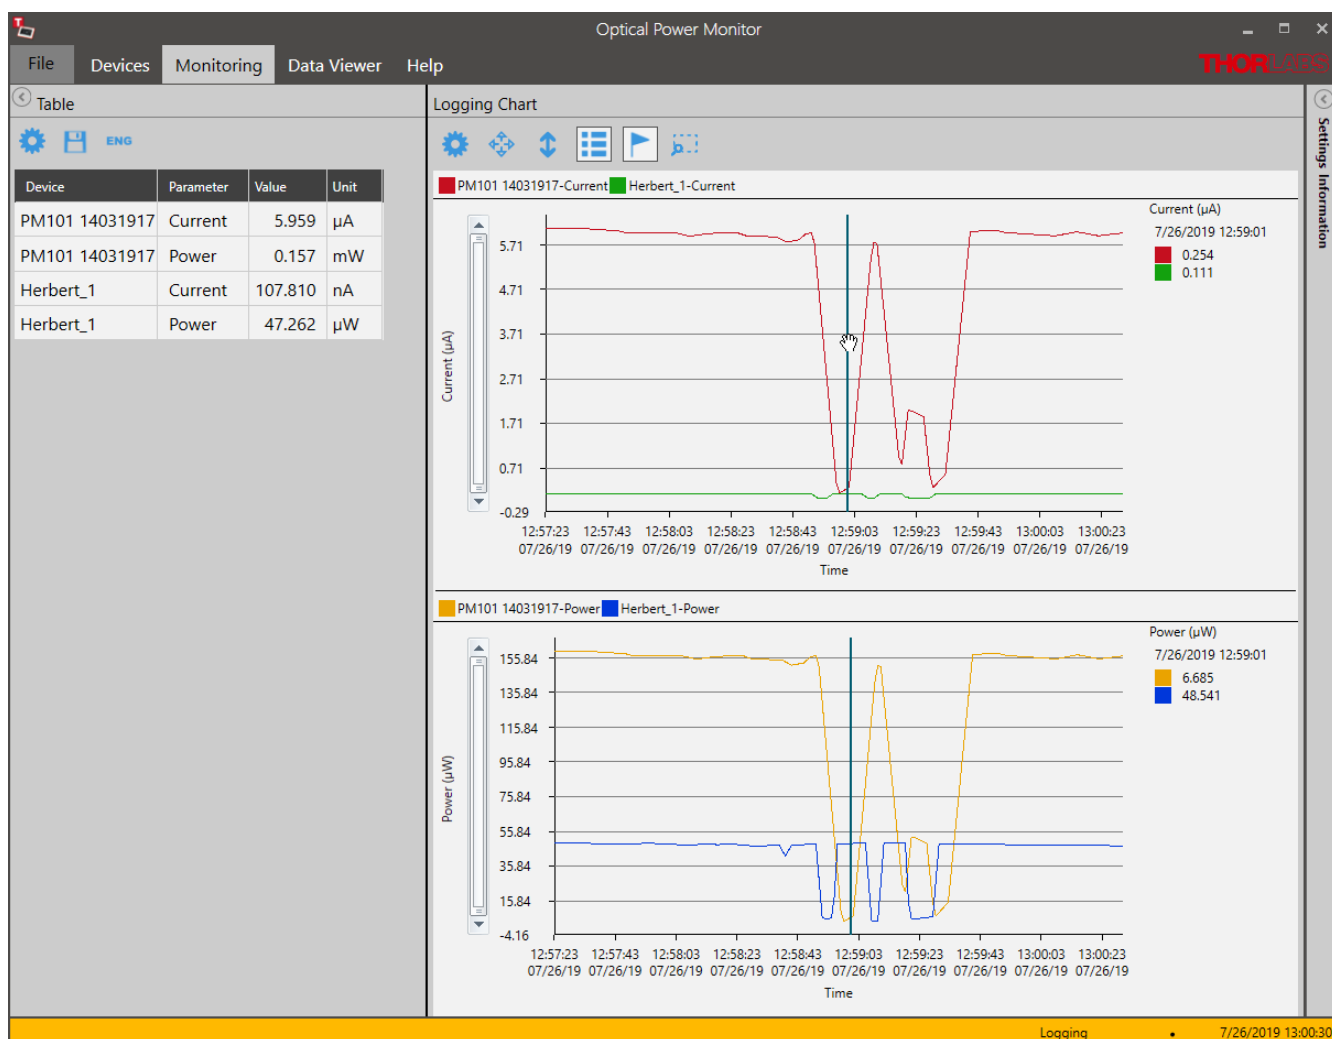 Optical Power Monitor
File Devices Monitoring Data Viewer Help
THORLABS
Table
ENG
Device Parameter Value Unit
PM101 14031917 Current 5.959 µA
PM101 14031917 Power 0.157 mW
Herbert_1 Current 107.810 nA
Herbert_1 Power 47.262 µW
Logging Chart
PM101 14031917-Current Herbert_1-Current
Current (µA)
7/26/2019 12:59:01
0.254
0.111
Current (µA)
5.71
4.71
3.71
2.71
1.71
0.71
-0.29
12:57:23 12:57:43 12:58:03 12:58:23 12:58:43 12:59:03 12:59:23 12:59:43 13:00:03 13:00:23
07/26/19 07/26/19 07/26/19 07/26/19 07/26/19 07/26/19 07/26/19 07/26/19 07/26/19 07/26/19
Time
PM101 14031917-Power Herbert_1-Power
Power (µW)
7/26/2019 12:59:01
6.685
48.541
Power (µW)
155.84
135.84
115.84
95.84
75.84
55.84
35.84
15.84
-4.16
12:57:23 12:57:43 12:58:03 12:58:23 12:58:43 12:59:03 12:59:23 12:59:43 13:00:03 13:00:23
07/26/19 07/26/19 07/26/19 07/26/19 07/26/19 07/26/19 07/26/19 07/26/19 07/26/19 07/26/19
Time
Settings Information
Logging • 7/26/2019 13:00:30